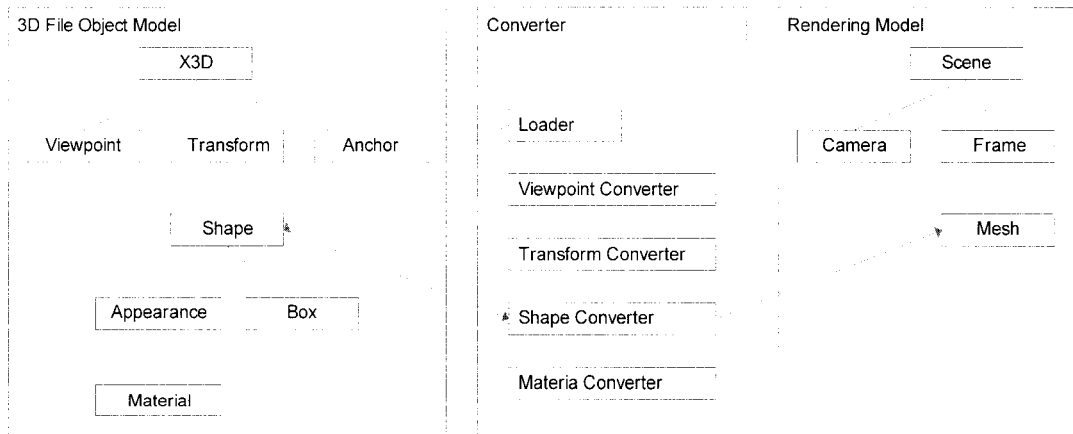 3D File Object Model
X3D
Viewpoint
Transform
Anchor
Shape
Appearance
Box
Material
Converter
Loader
Viewpoint Converter
Transform Converter
Shape Converter
Materia Converter
Rendering Model
Scene
Camera
Frame
Mesh